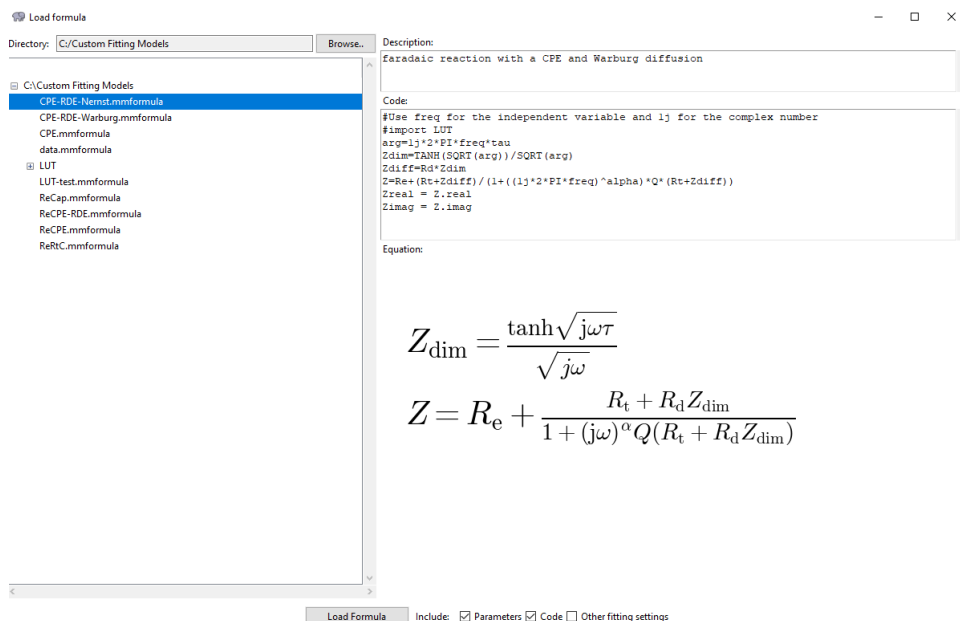 Load formula
Directory: C:/Custom Fitting Models Browse..
C:\Custom Fitting Models
CPE-RDE-Nernst.mmformula
CPE-RDE-Warburg.mmformula
CPE.mmformula
data.mmformula
LUT
LUT-test.mmformula
ReCap.mmformula
ReCPE-RDE.mmformula
ReCPE.mmformula
ReRtC.mmformula
Description:
faradaic reaction with a CPE and Warburg diffusion
Code:
#Use freq for the independent variable and 1j for the complex number
#import LUT
arg=1j*2*PI*freq*tau
Zdim=TANH(SQRT(arg))/SQRT(arg)
Zdiff=Rd*Zdim
Z=Re+(Rt+Zdiff)/(1+((1j*2*PI*freq)^alpha)*Q*(Rt+Zdiff))
Zreal = Z.real
Zimag = Z.imag
Equation:
Z_dim = tanh√jωτ / √jω
Z = R_e + (R_t + R_d Z_dim) / (1 + (jω)^α Q(R_t + R_d Z_dim))
Load Formula Include: Parameters Code Other fitting settings